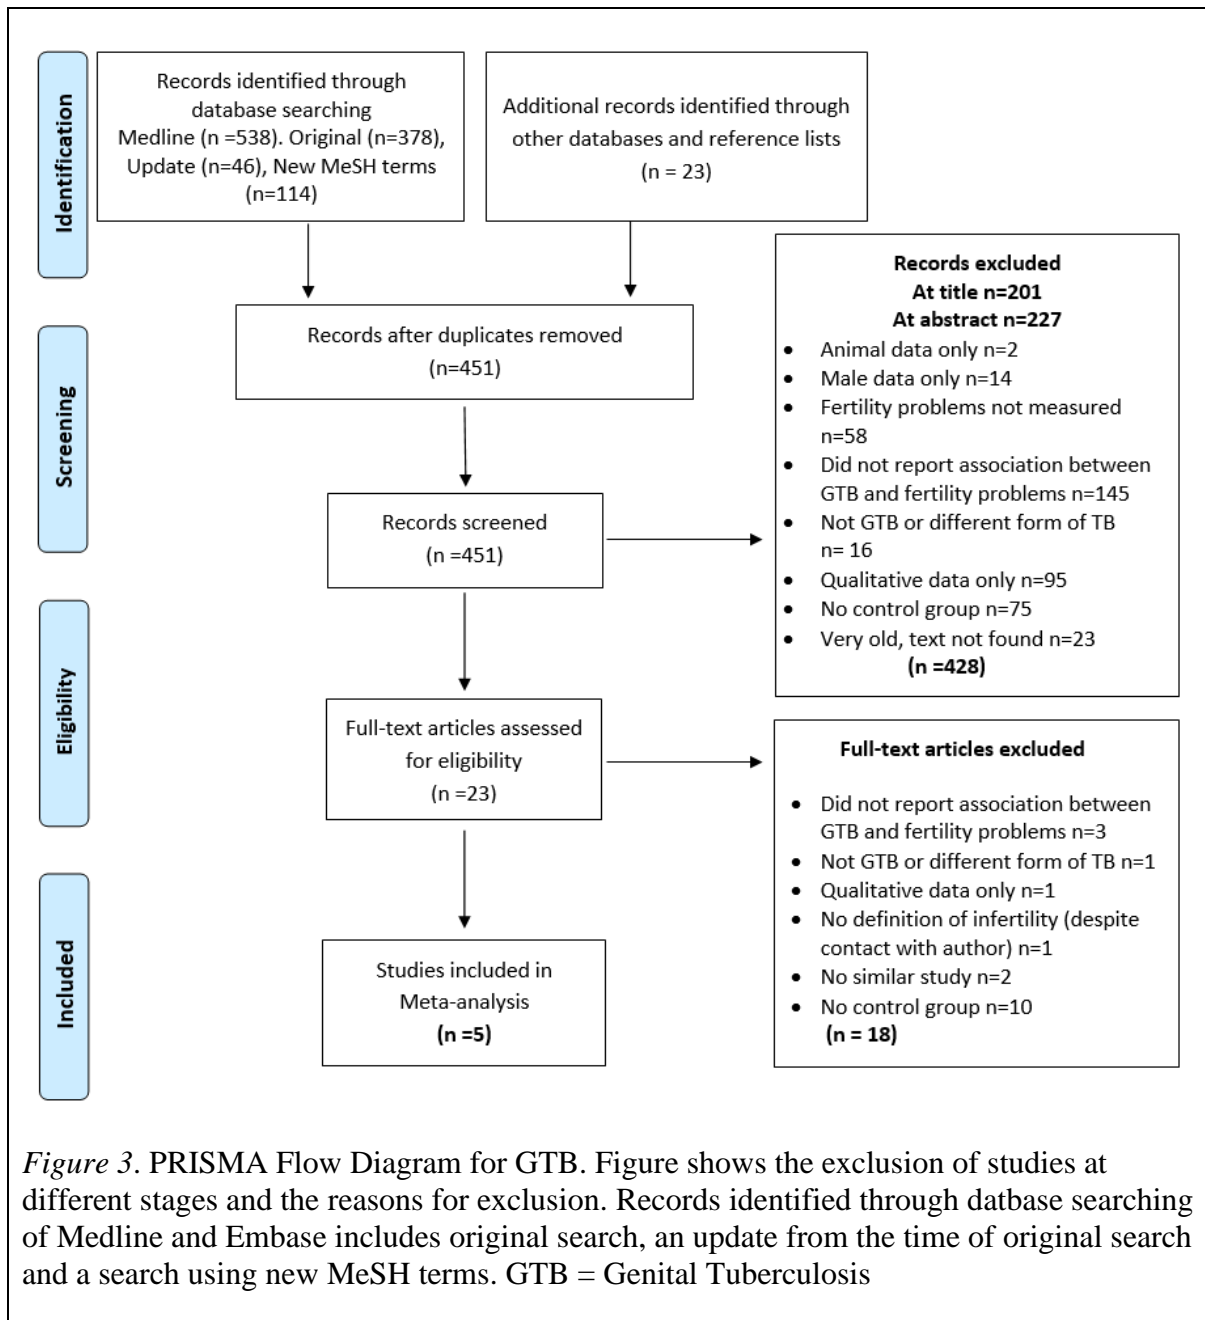 Identification
Records identified through
database searching
Medline (n =538). Original (n=378),
Update (n=46), New MeSH terms
(n=114)
Additional records identified through
other databases and reference lists
(n = 23)
Screening
Records after duplicates removed
(n=451)
Records screened
(n =451)
Records excluded
At title n=201
At abstract n=227
• Animal data only n=2
• Male data only n=14
• Fertility problems not measured
n=58
• Did not report association between
GTB and fertility problems n=145
• Not GTB or different form of TB
n= 16
• Qualitative data only n=95
• No control group n=75
• Very old, text not found n=23
(n =428)
Eligibility
Full-text articles assessed
for eligibility
(n =23)
Full-text articles excluded
• Did not report association between
GTB and fertility problems n=3
• Not GTB or different form of TB n=1
• Qualitative data only n=1
• No definition of infertility (despite
contact with author) n=1
• No similar study n=2
• No control group n=10
(n = 18)
Included
Studies included in
Meta-analysis
(n =5)
Figure 3. PRISMA Flow Diagram for GTB. Figure shows the exclusion of studies at
different stages and the reasons for exclusion. Records identified through datbase searching
of Medline and Embase includes original search, an update from the time of original search
and a search using new MeSH terms. GTB = Genital Tuberculosis